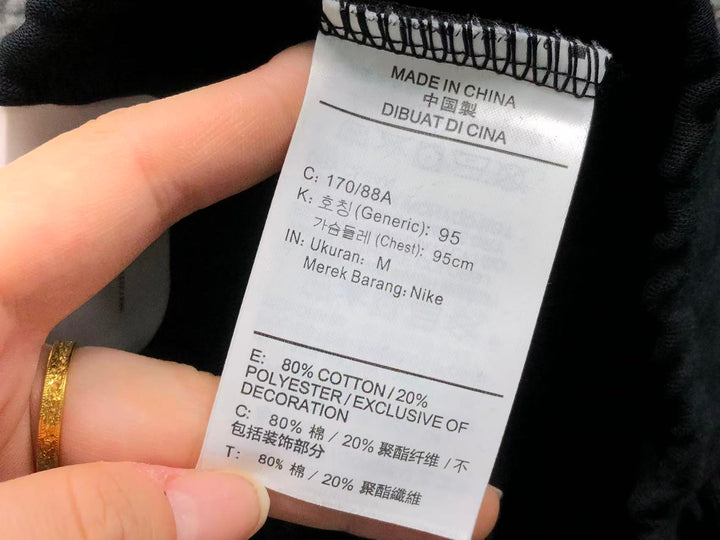 MADE IN CHINA
中国製
DIBUAT DI CINA
C: 170/88A
K: 호칭(Generic): 95
가슴둘레 (Chest): 95cm
IN: Ukuran: M
Merek Barang: Nike
E: 80% COTTON/20%
POLYESTER/EXCLUSIVE OF
DECORATION
C: 80% 棉 / 20% 聚酯纤维 / 不
包括装饰部分
T: 80% 棉 / 20% 聚酯纖維